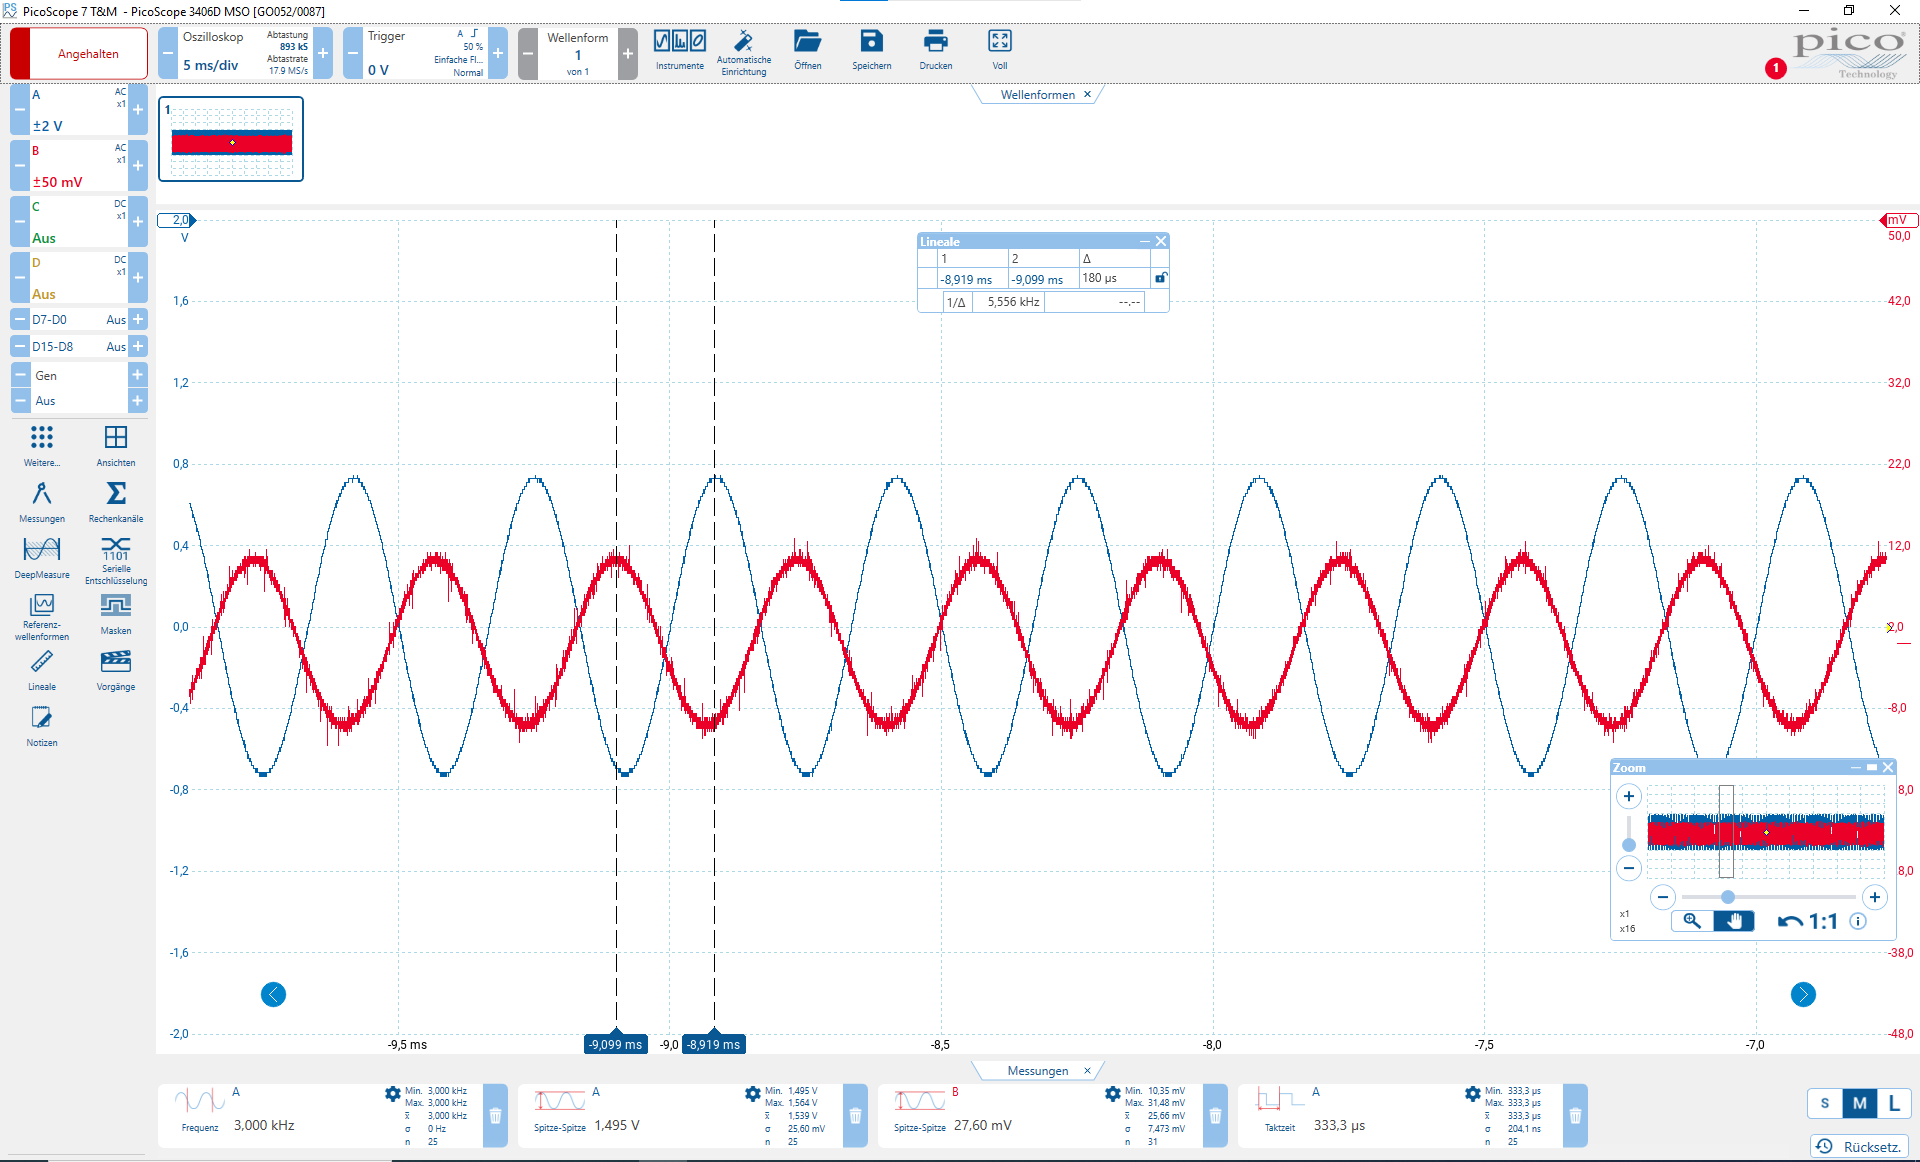 PicoScope 7 T&M - PicoScope 3406D MSO [GO052/0087]
Angehalten
Oszilloskop
5 ms/div
Abtastung
893 kS
Abtastrate
17.9 MS/s
Trigger
0 V
A
50 %
Einfache Fl...
Normal
Wellenform
1
von 1
Instrumente
Automatische
Einrichtung
Öffnen
Speichern
Drucken
Voll
1
pico
Technology
A
AC
x1
±2 V
B
AC
x1
±50 mV
C
DC
x1
Aus
D
DC
x1
Aus
D7-D0 Aus
D15-D8 Aus
Gen
Aus
Weitere...
Ansichten
Messungen
Rechenkanäle
DeepMeasure
1101
Serielle
Entschlüsselung
Referenz-
wellenformen
Masken
Lineale
Vorgänge
Notizen
Wellenformen ×
1
2,0
V
1,6
1,2
0,8
0,4
0,0
-0,4
-0,8
-1,2
-1,6
-2,0
mV
50,0
42,0
32,0
22,0
12,0
2,0
-8,0
8,0
8,0
-38,0
-48,0
Lineale
1 2 Δ
-8,919 ms -9,099 ms 180 µs
1/Δ 5,556 kHz --.--
Zoom
x1
x16
1:1
-9,5 ms
-9,099 ms
-9,0
-8,919 ms
-8,5
-8,0
-7,5
-7,0
Messungen ×
A
Frequenz 3,000 kHz
Min. 3,000 kHz
Max. 3,000 kHz
x̄ 3,000 kHz
σ 0 Hz
n 25
A
Spitze-Spitze 1,495 V
Min. 1,495 V
Max. 1,564 V
x̄ 1,539 V
σ 25,60 mV
n 25
B
Spitze-Spitze 27,60 mV
Min. 10,35 mV
Max. 31,48 mV
x̄ 25,66 mV
σ 7,473 mV
n 31
A
Taktzeit 333,3 µs
Min. 333,3 µs
Max. 333,3 µs
x̄ 333,3 µs
σ 204,1 ns
n 25
S M L
Rücksetz.